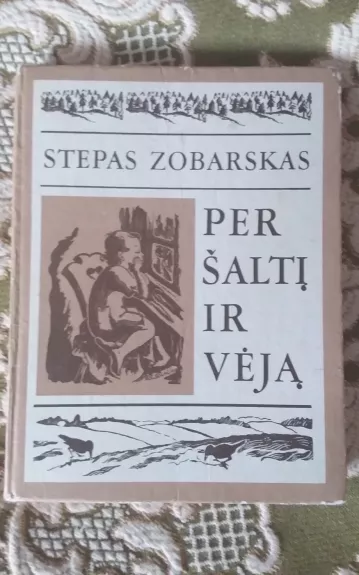 STEPAS ZOBARSKAS
PER
ŠALTĮ
IR
VĖJĄ